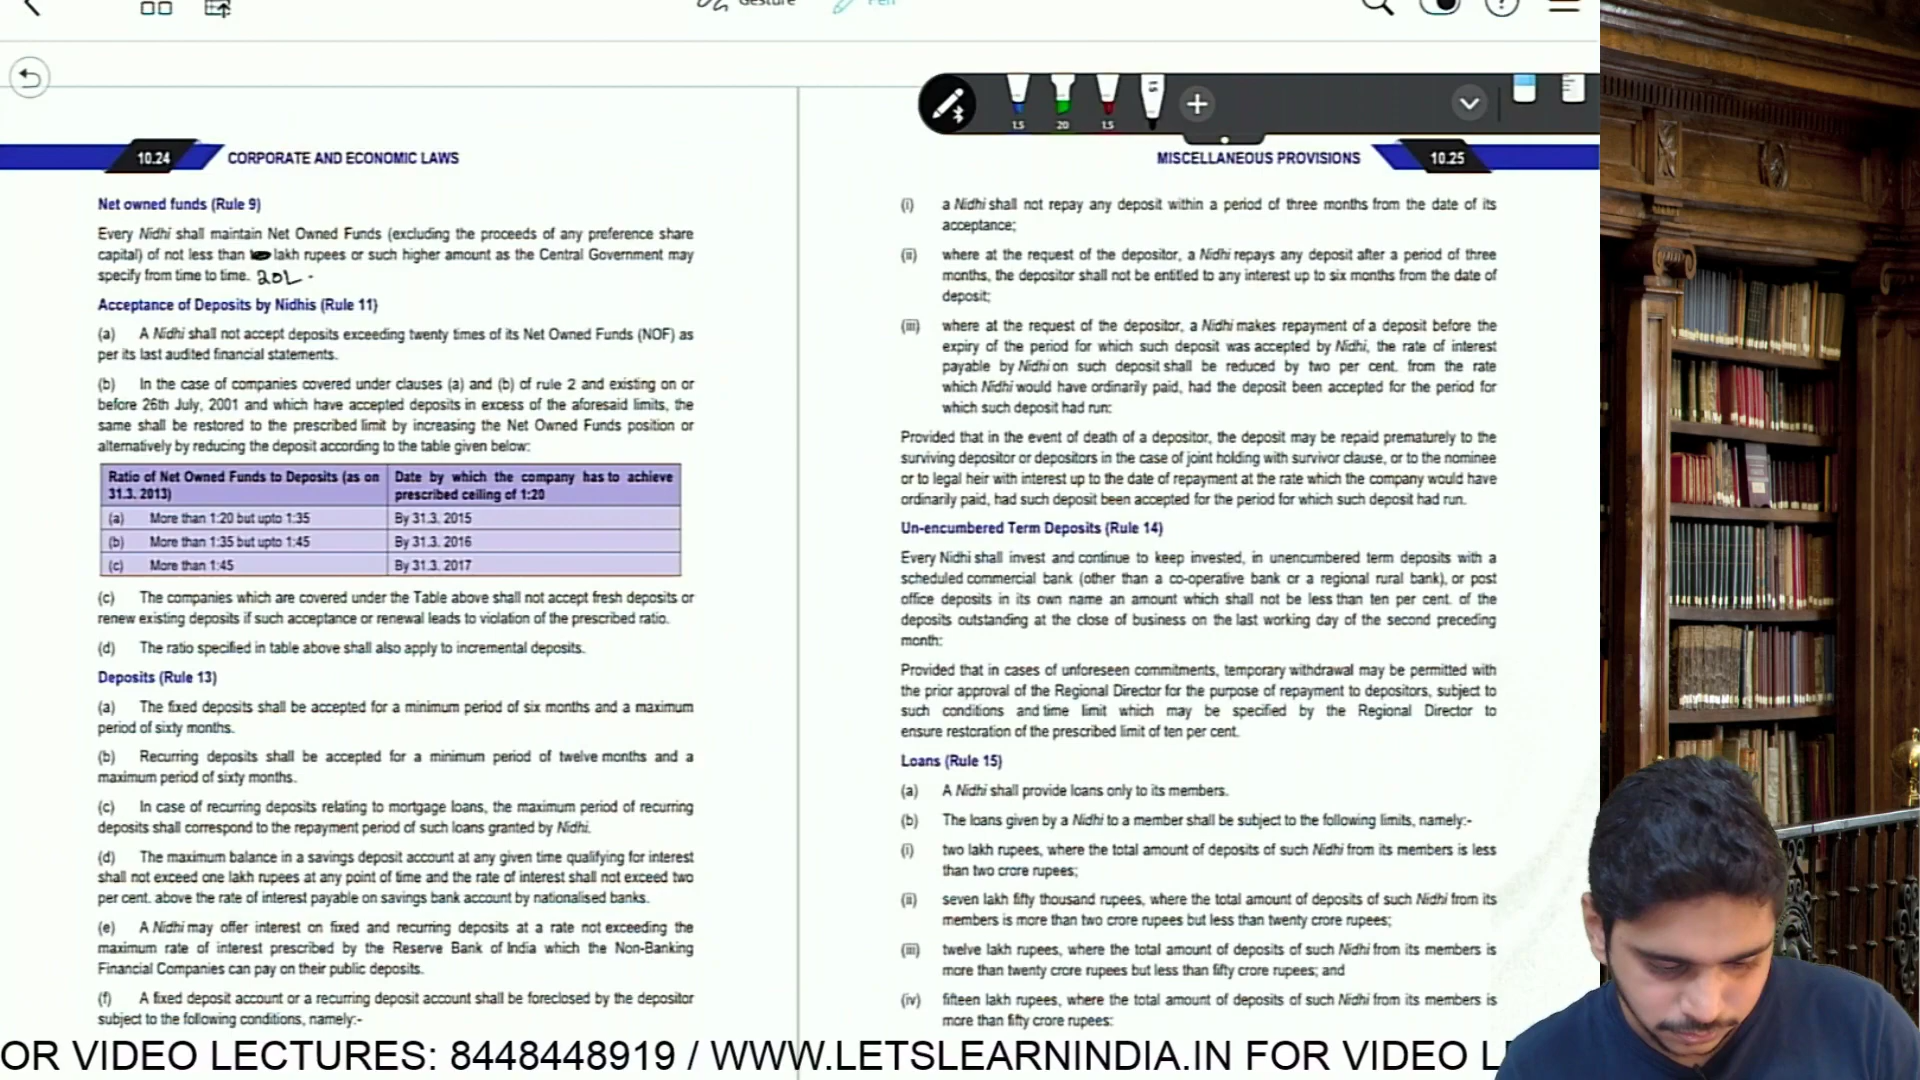 Gesture
Pen
1.5
20
1.5
1.5
10.24
CORPORATE AND ECONOMIC LAWS
Net owned funds (Rule 9)
Every Nidhi shall maintain Net Owned Funds (excluding the proceeds of any preference share
capital) of not less than lakh rupees or such higher amount as the Central Government may
specify from time to time. 20L -
Acceptance of Deposits by Nidhis (Rule 11)
(a) A Nidhi shall not accept deposits exceeding twenty times of its Net Owned Funds (NOF) as
per its last audited financial statements.
(b) In the case of companies covered under clauses (a) and (b) of rule 2 and existing on or
before 26th July, 2001 and which have accepted deposits in excess of the aforesaid limits, the
same shall be restored to the prescribed limit by increasing the Net Owned Funds position or
alternatively by reducing the deposit according to the table given below:
Ratio of Net Owned Funds to Deposits (as on
31.3. 2013)
Date by which the company has to achieve
prescribed ceiling of 1:20
(a) More than 1:20 but upto 1:35
By 31.3. 2015
(b) More than 1:35 but upto 1:45
By 31.3. 2016
(c) More than 1:45
By 31.3. 2017
(c) The companies which are covered under the Table above shall not accept fresh deposits or
renew existing deposits if such acceptance or renewal leads to violation of the prescribed ratio.
(d) The ratio specified in table above shall also apply to incremental deposits.
Deposits (Rule 13)
(a) The fixed deposits shall be accepted for a minimum period of six months and a maximum
period of sixty months.
(b) Recurring deposits shall be accepted for a minimum period of twelve months and a
maximum period of sixty months.
(c) In case of recurring deposits relating to mortgage loans, the maximum period of recurring
deposits shall correspond to the repayment period of such loans granted by Nidhi.
(d) The maximum balance in a savings deposit account at any given time qualifying for interest
shall not exceed one lakh rupees at any point of time and the rate of interest shall not exceed two
per cent. above the rate of interest payable on savings bank account by nationalised banks.
(e) A Nidhi may offer interest on fixed and recurring deposits at a rate not exceeding the
maximum rate of interest prescribed by the Reserve Bank of India which the Non-Banking
Financial Companies can pay on their public deposits.
(f) A fixed deposit account or a recurring deposit account shall be foreclosed by the depositor
subject to the following conditions, namely:-
MISCELLANEOUS PROVISIONS
10.25
(i) a Nidhi shall not repay any deposit within a period of three months from the date of its
acceptance;
(ii) where at the request of the depositor, a Nidhi repays any deposit after a period of three
months, the depositor shall not be entitled to any interest up to six months from the date of
deposit;
(iii) where at the request of the depositor, a Nidhi makes repayment of a deposit before the
expiry of the period for which such deposit was accepted by Nidhi, the rate of interest
payable by Nidhi on such deposit shall be reduced by two per cent. from the rate
which Nidhi would have ordinarily paid, had the deposit been accepted for the period for
which such deposit had run:
Provided that in the event of death of a depositor, the deposit may be repaid prematurely to the
surviving depositor or depositors in the case of joint holding with survivor clause, or to the nominee
or to legal heir with interest up to the date of repayment at the rate which the company would have
ordinarily paid, had such deposit been accepted for the period for which such deposit had run.
Un-encumbered Term Deposits (Rule 14)
Every Nidhi shall invest and continue to keep invested, in unencumbered term deposits with a
scheduled commercial bank (other than a co-operative bank or a regional rural bank), or post
office deposits in its own name an amount which shall not be less than ten per cent. of the
deposits outstanding at the close of business on the last working day of the second preceding
month:
Provided that in cases of unforeseen commitments, temporary withdrawal may be permitted with
the prior approval of the Regional Director for the purpose of repayment to depositors, subject to
such conditions and time limit which may be specified by the Regional Director to
ensure restoration of the prescribed limit of ten per cent.
Loans (Rule 15)
(a) A Nidhi shall provide loans only to its members.
(b) The loans given by a Nidhi to a member shall be subject to the following limits, namely:-
(i) two lakh rupees, where the total amount of deposits of such Nidhi from its members is less
than two crore rupees;
(ii) seven lakh fifty thousand rupees, where the total amount of deposits of such Nidhi from its
members is more than two crore rupees but less than twenty crore rupees;
(iii) twelve lakh rupees, where the total amount of deposits of such Nidhi from its members is
more than twenty crore rupees but less than fifty crore rupees; and
(iv) fifteen lakh rupees, where the total amount of deposits of such Nidhi from its members is
more than fifty crore rupees:
OR VIDEO LECTURES: 8448448919 / WWW.LETSLEARNINDIA.IN FOR VIDEO L